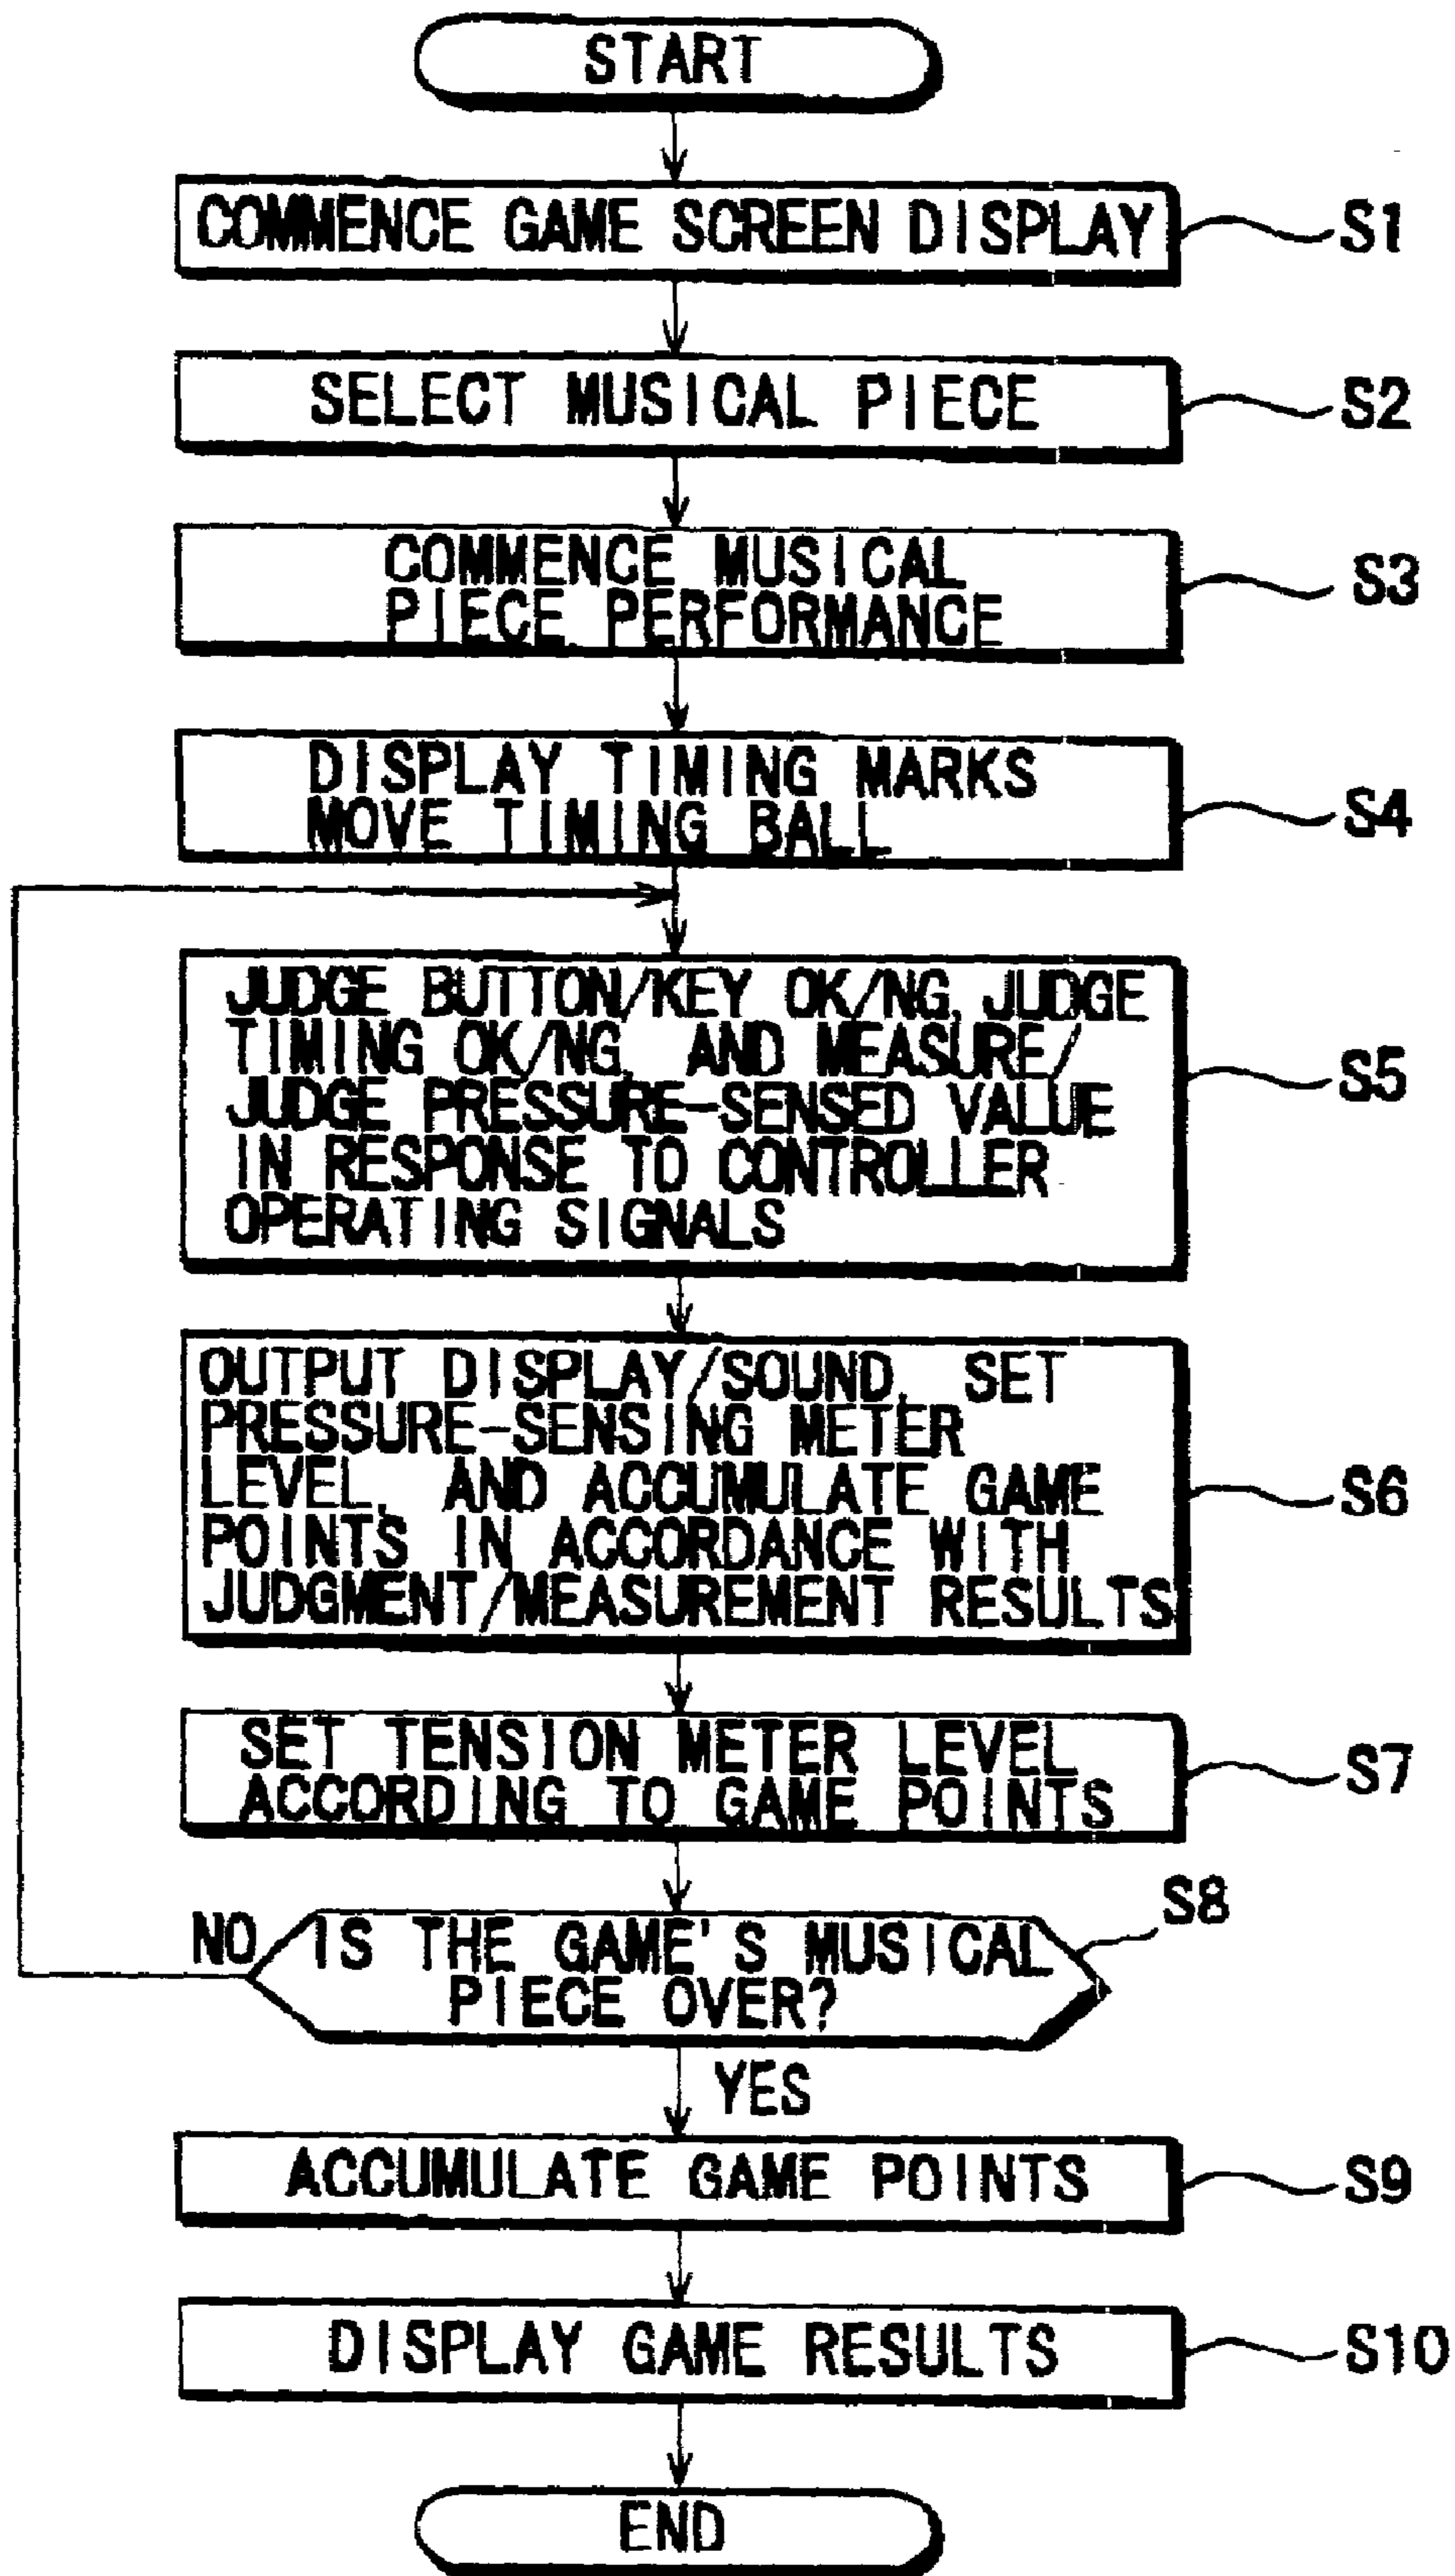 START
COMMENCE GAME SCREEN DISPLAY
S1
SELECT MUSICAL PIECE
S2
COMMENCE MUSICAL
PIECE PERFORMANCE
S3
DISPLAY TIMING MARKS
MOVE TIMING BALL
S4
JUDGE BUTTON/KEY OK/NG, JUDGE
TIMING OK/NG, AND MEASURE/
JUDGE PRESSURE-SENSED VALUE
IN RESPONSE TO CONTROLLER
OPERATING SIGNALS
S5
OUTPUT DISPLAY/SOUND, SET
PRESSURE-SENSING METER
LEVEL, AND ACCUMULATE GAME
POINTS IN ACCORDANCE WITH
JUDGMENT/MEASUREMENT RESULTS
S6
SET TENSION METER LEVEL
ACCORDING TO GAME POINTS
S7
NO
IS THE GAME'S MUSICAL
PIECE OVER?
S8
YES
ACCUMULATE GAME POINTS
S9
DISPLAY GAME RESULTS
S10
END